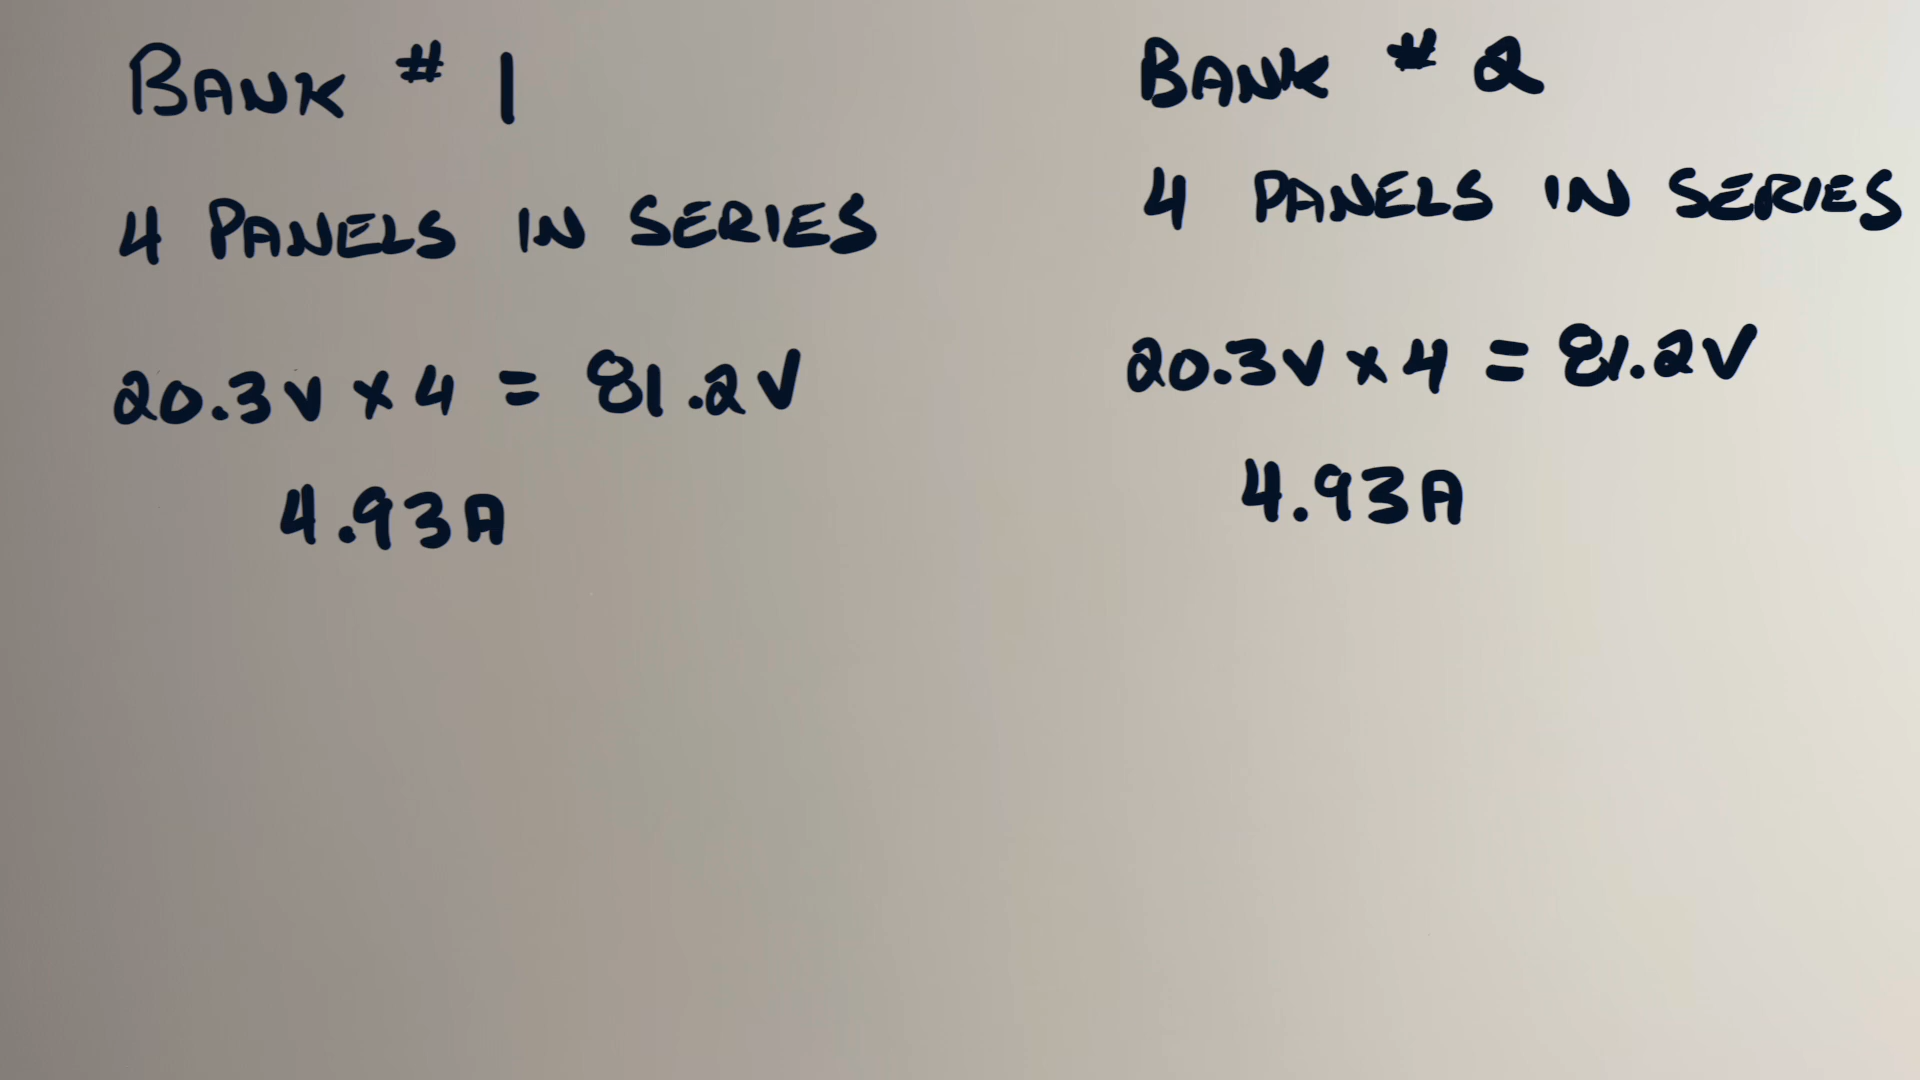 BANK # 1
4 PANELS IN SERIES
20.3V x 4 = 81.2V
4.93A
BANK # 2
4 PANELS IN SERIES
20.3V x 4 = 81.2V
4.93A